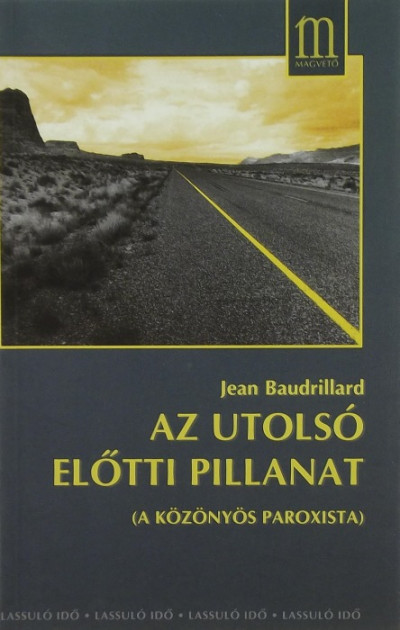 m
MAGVETŐ
Jean Baudrillard
AZ UTOLSÓ
ELŐTTI PILLANAT
(A KÖZÖNYÖS PAROXISTA)
LASSULÓ IDŐ • LASSULÓ IDŐ • LASSULÓ IDŐ • LASSULÓ IDŐ